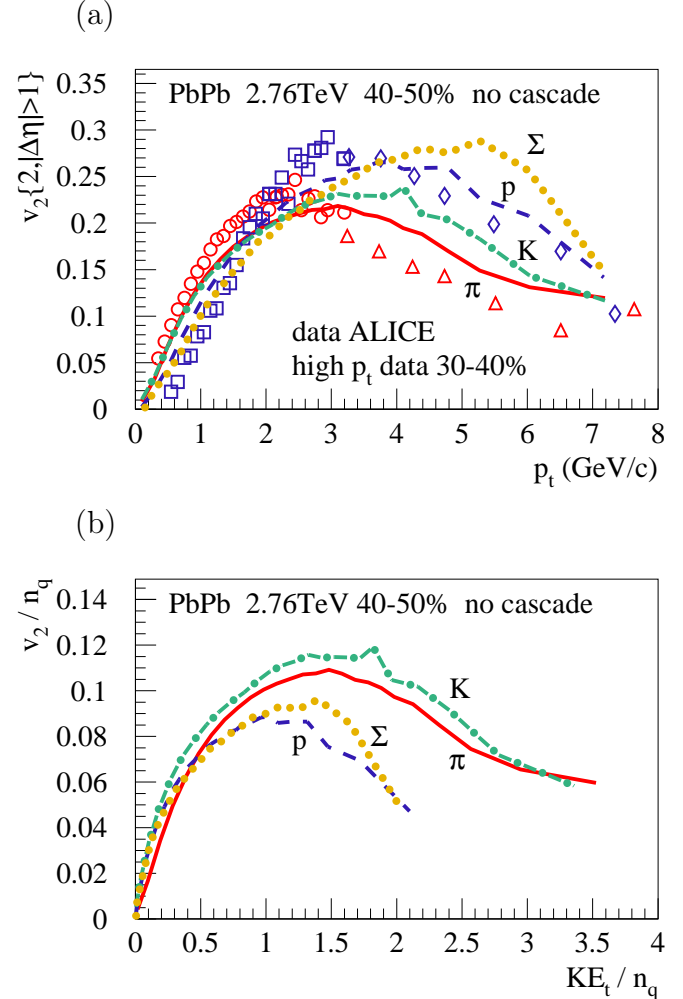 (a)
v2{2,|Δη|>1}
0.35
0.3
0.25
0.2
0.15
0.1
0.05
0
PbPb 2.76TeV 40-50% no cascade
Σ
p
K
π
data ALICE
high pt data 30-40%
0 1 2 3 4 5 6 7 8
pt (GeV/c)
(b)
v2 / nq
0.14
0.12
0.1
0.08
0.06
0.04
0.02
0
PbPb 2.76TeV 40-50% no cascade
K
π
Σ
p
0 0.5 1 1.5 2 2.5 3 3.5 4
KEt / nq